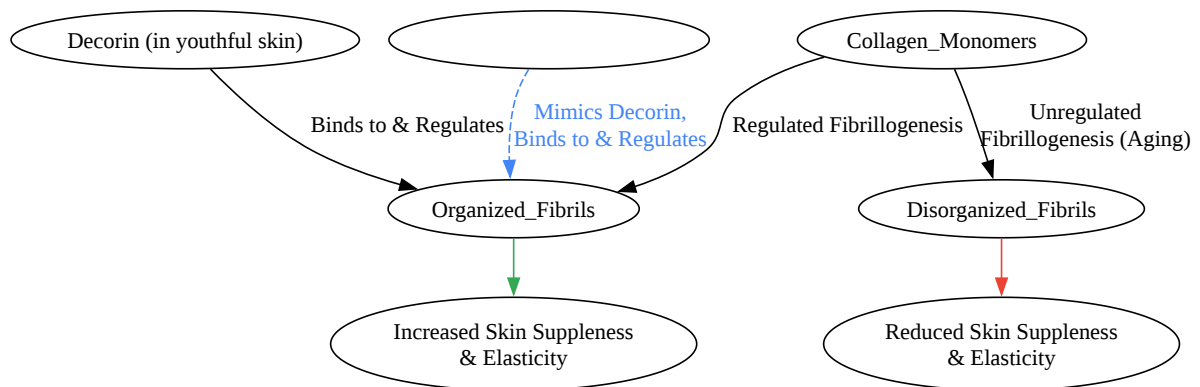 Decorin (in youthful skin)
Collagen_Monomers
Binds to & Regulates
Mimics Decorin,
Binds to & Regulates
Regulated Fibrillogenesis
Unregulated
Fibrillogenesis (Aging)
Organized_Fibrils
Disorganized_Fibrils
Increased Skin Suppleness
& Elasticity
Reduced Skin Suppleness
& Elasticity